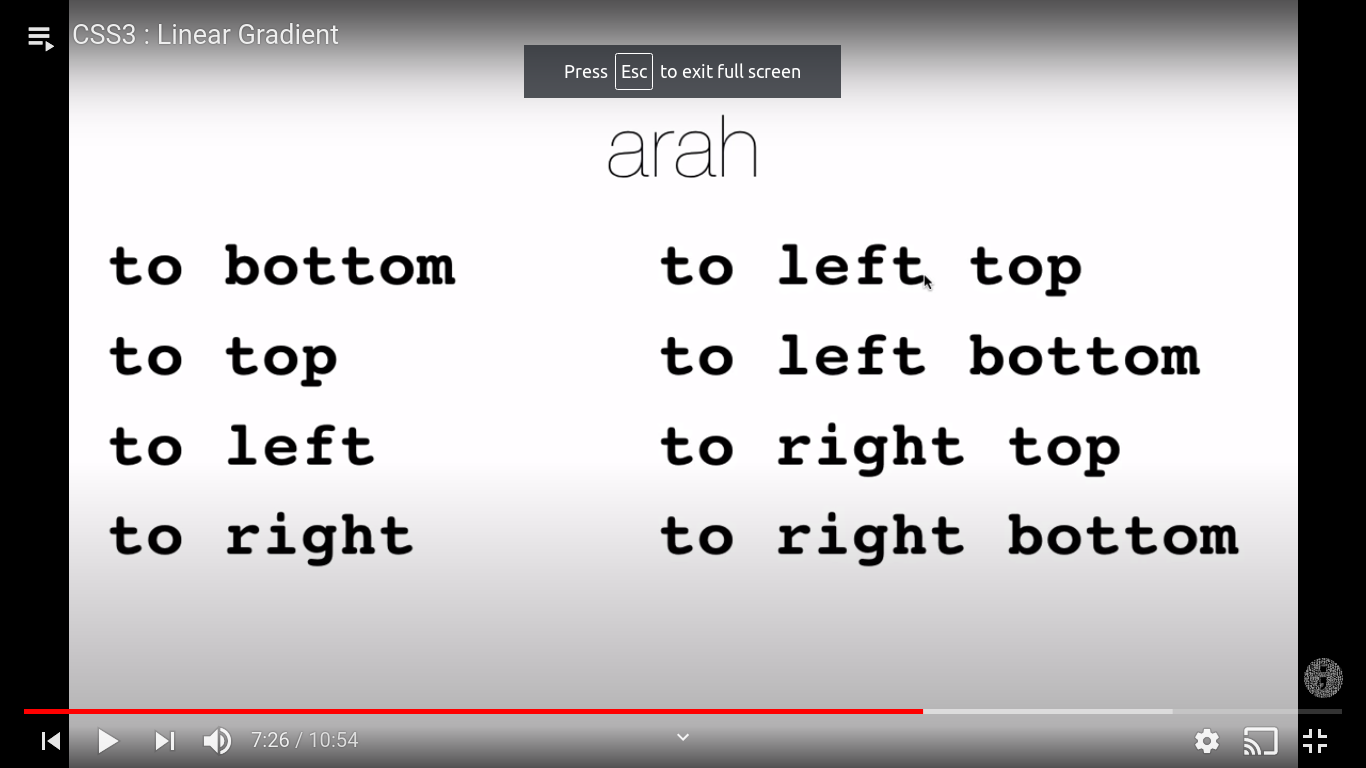 CSS3 : Linear Gradient
Press Esc to exit full screen
arah
to bottom
to top
to left
to right
to left top
to left bottom
to right top
to right bottom
7:26 / 10:54